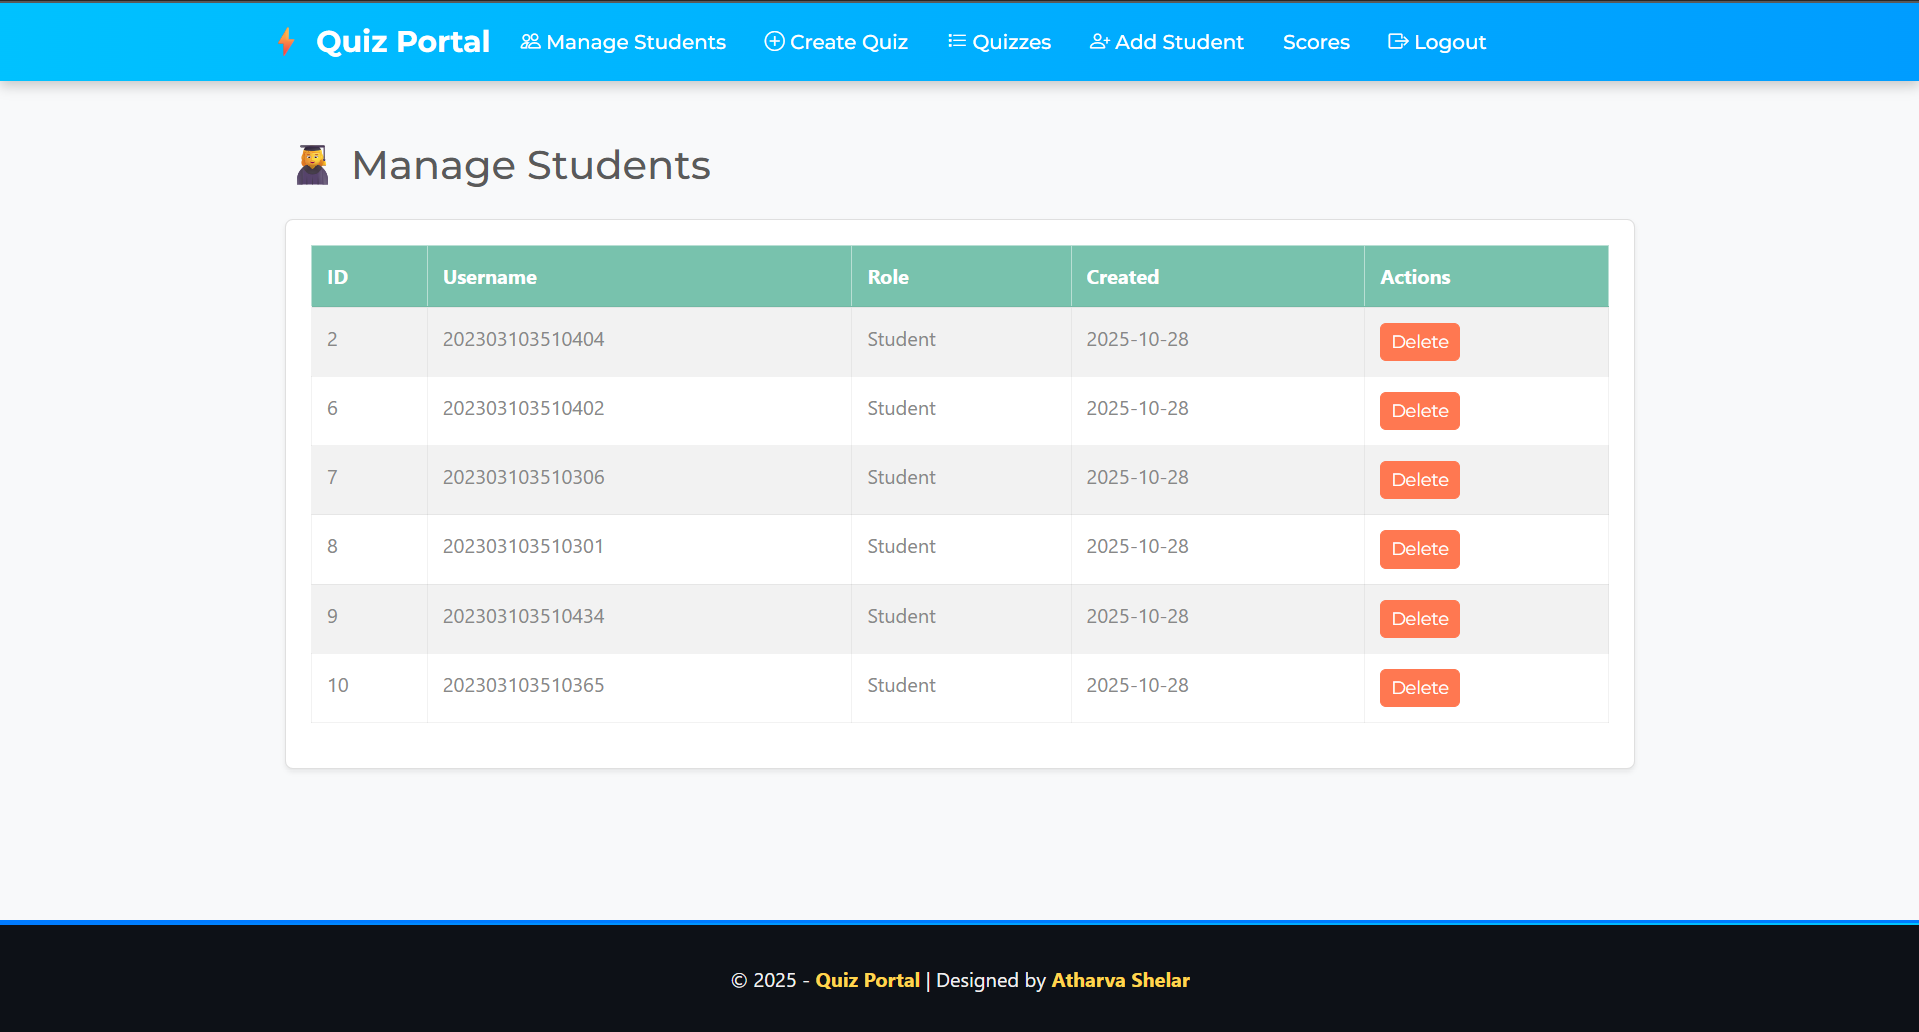 Quiz Portal Manage Students Create Quiz Quizzes Add Student Scores Logout
Manage Students
ID Username Role Created Actions
2 202303103510404 Student 2025-10-28 Delete
6 202303103510402 Student 2025-10-28 Delete
7 202303103510306 Student 2025-10-28 Delete
8 202303103510301 Student 2025-10-28 Delete
9 202303103510434 Student 2025-10-28 Delete
10 202303103510365 Student 2025-10-28 Delete
© 2025 - Quiz Portal | Designed by Atharva Shelar